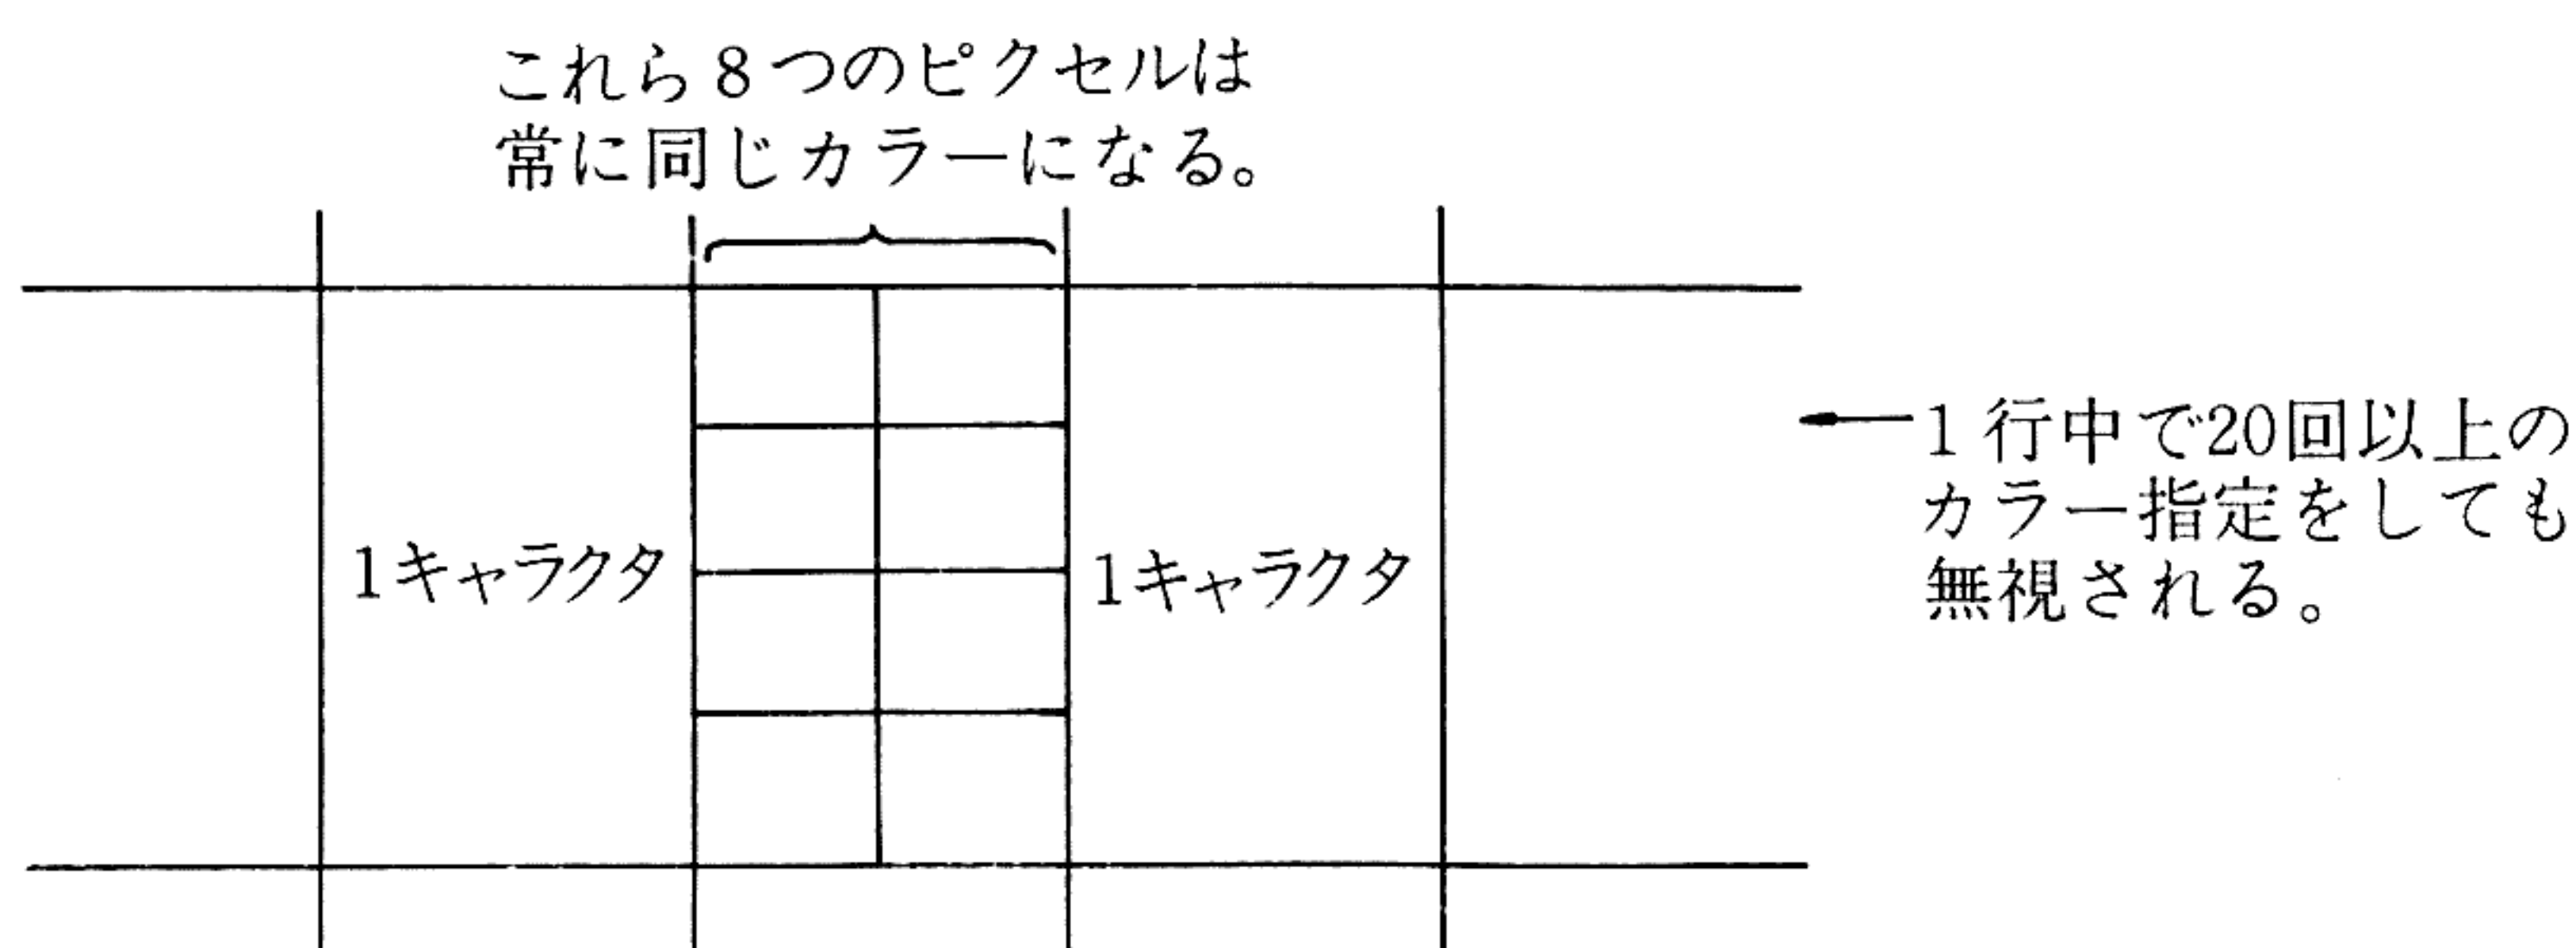 これら8つのピクセルは
常に同じカラーになる。
1行中で20回以上の
カラー指定をしても
無視される。
1キャラクタ
1キャラクタ